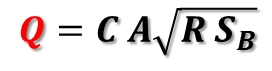 Q = C A√(R S_B)